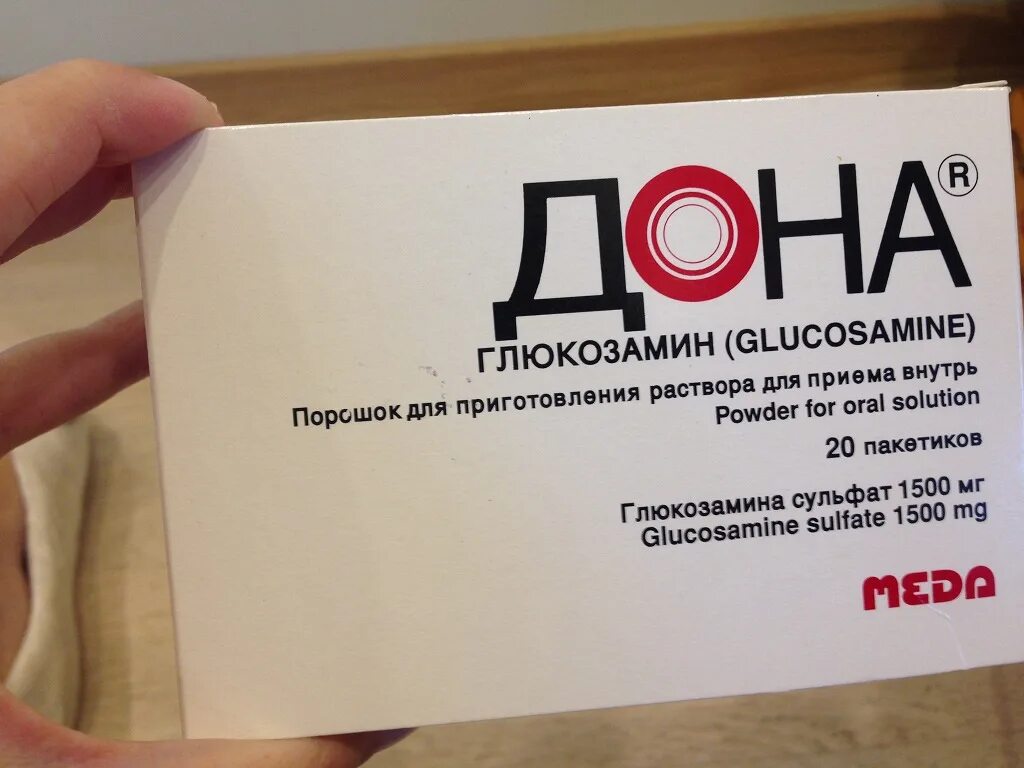 ДОНА®
ГЛЮКОЗАМИН (GLUCOSAMINE)
Порошок для приготовления раствора для приема внутрь
Powder for oral solution
20 пакетиков
Глюкозамина сульфат 1500 мг
Glucosamine sulfate 1500 mg
MEDA